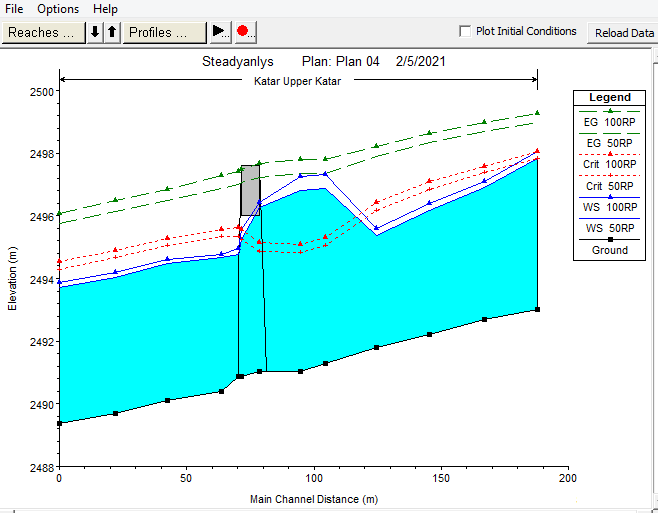 File Options Help
Reaches ... Profiles ... ... ... Plot Initial Conditions Reload Data
Steadyanlys Plan: Plan 04 2/5/2021
Katar Upper Katar
Legend
EG 100RP
EG 50RP
Crit 100RP
Crit 50RP
WS 100RP
WS 50RP
Ground
2500
2498
2496
2494
2492
2490
2488
Elevation (m)
0 50 100 150 200
Main Channel Distance (m)